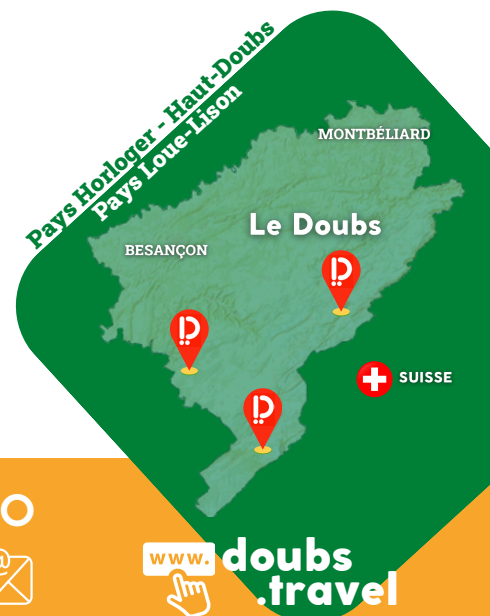 Pays Horloger - Haut-Doubs
Pays Loue-Lison
MONTBÉLIARD
Le Doubs
BESANÇON
SUISSE
@
www.doubs
.travel